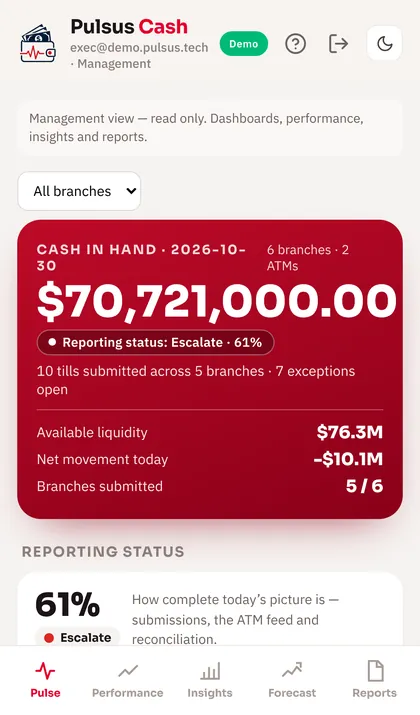 Pulsus Cash
exec@demo.pulsus.tech
· Management
Demo
Management view — read only. Dashboards, performance,
insights and reports.
All branches
CASH IN HAND · 2026-10-
30
6 branches · 2
ATMs
$70,721,000.00
Reporting status: Escalate · 61%
10 tills submitted across 5 branches · 7 exceptions
open
Available liquidity $76.3M
Net movement today -$10.1M
Branches submitted 5 / 6
REPORTING STATUS
61%
Escalate
How complete today's picture is —
submissions, the ATM feed and
reconciliation.
Pulse Performance Insights Forecast Reports